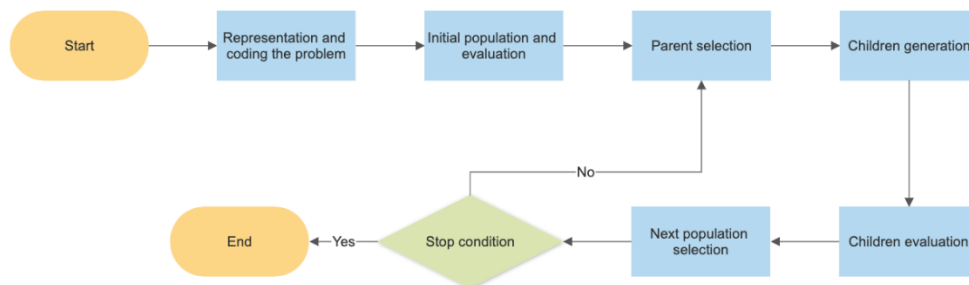 Start
Representation and
coding the problem
Initial population and
evaluation
Parent selection
Children generation
No
End
Yes
Stop condition
Next population
selection
Children evaluation